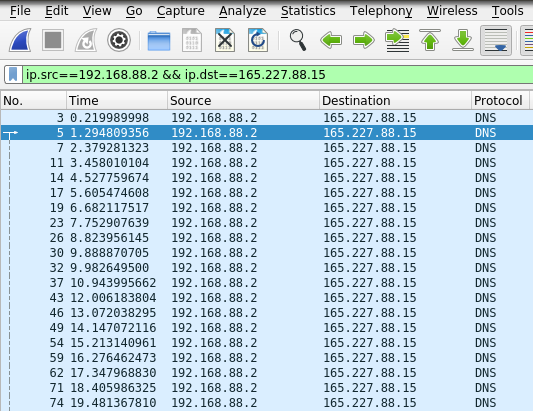 File Edit View Go Capture Analyze Statistics Telephony Wireless Tools
ip.src==192.168.88.2 && ip.dst==165.227.88.15
No. Time Source Destination Protocol
3 0.219989998 192.168.88.2 165.227.88.15 DNS
5 1.294809356 192.168.88.2 165.227.88.15 DNS
7 2.379281323 192.168.88.2 165.227.88.15 DNS
11 3.458010104 192.168.88.2 165.227.88.15 DNS
14 4.527759674 192.168.88.2 165.227.88.15 DNS
17 5.605474608 192.168.88.2 165.227.88.15 DNS
19 6.682117517 192.168.88.2 165.227.88.15 DNS
23 7.752907639 192.168.88.2 165.227.88.15 DNS
26 8.823956145 192.168.88.2 165.227.88.15 DNS
30 9.888870705 192.168.88.2 165.227.88.15 DNS
32 9.982649500 192.168.88.2 165.227.88.15 DNS
37 10.943995662 192.168.88.2 165.227.88.15 DNS
43 12.006183804 192.168.88.2 165.227.88.15 DNS
46 13.072038295 192.168.88.2 165.227.88.15 DNS
49 14.147072116 192.168.88.2 165.227.88.15 DNS
54 15.213140961 192.168.88.2 165.227.88.15 DNS
59 16.276462473 192.168.88.2 165.227.88.15 DNS
62 17.347968830 192.168.88.2 165.227.88.15 DNS
71 18.405986325 192.168.88.2 165.227.88.15 DNS
74 19.481367810 192.168.88.2 165.227.88.15 DNS